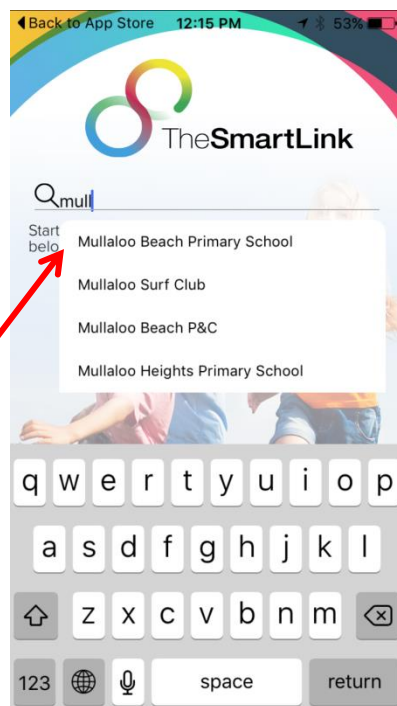 Back to App Store 12:15 PM 53%
TheSmartLink
mull
Start
belo
Mullaloo Beach Primary School
Mullaloo Surf Club
Mullaloo Beach P&C
Mullaloo Heights Primary School
q w e r t y u i o p
a s d f g h j k l
z x c v b n m
123 space return